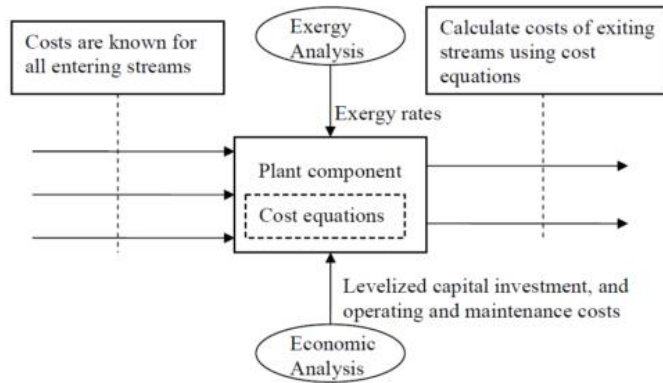 Costs are known for
all entering streams
Exergy
Analysis
Calculate costs of exiting
streams using cost
equations
Exergy rates
Plant component
Cost equations
Levelized capital investment, and
operating and maintenance costs
Economic
Analysis